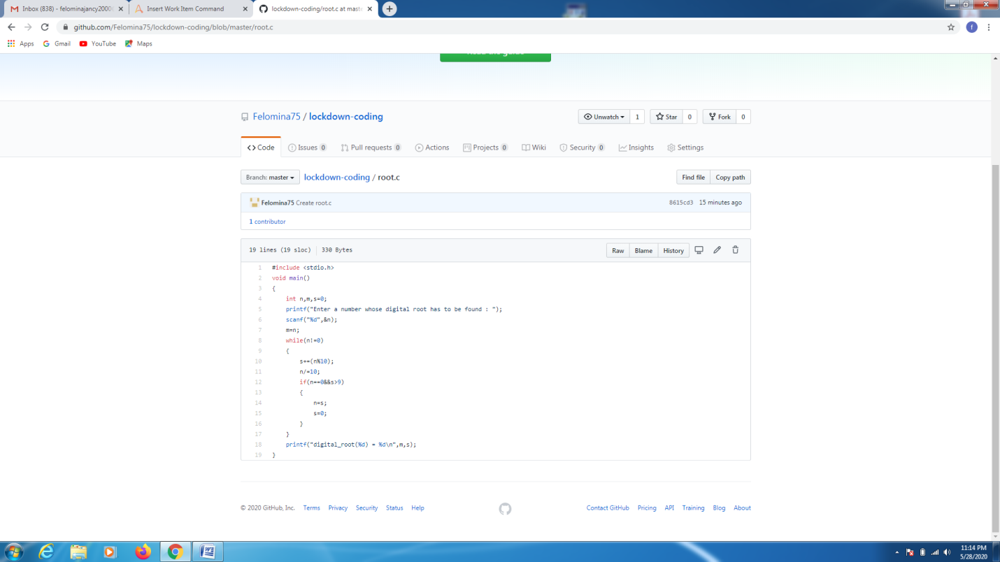 Inbox (838) - felominajancy2000 Insert Work Item Command lockdown-coding/root.c at mast
github.com/Felomina75/lockdown-coding/blob/master/root.c f
Apps Gmail YouTube Maps
Read the guide
Felomina75 / lockdown-coding Unwatch 1 Star 0 Fork 0
Code Issues 0 Pull requests 0 Actions Projects 0 Wiki Security 0 Insights Settings
Branch: master lockdown-coding / root.c Find file Copy path
Felomina75 Create root.c 8615cd3 15 minutes ago
1 contributor
19 lines (19 sloc) 330 Bytes Raw Blame History
1 #include <stdio.h>
2 void main()
3 {
4 int n,m,s=0;
5 printf("Enter a number whose digital root has to be found : ");
6 scanf("%d",&n);
7 m=n;
8 while(n!=0)
9 {
10 s+=(n%10);
11 n/=10;
12 if(n==0&&s>9)
13 {
14 n=s;
15 s=0;
16 }
17 }
18 printf("digital_root(%d) = %d\n",m,s);
19 }
© 2020 GitHub, Inc. Terms Privacy Security Status Help Contact GitHub Pricing API Training Blog About
11:14 PM
5/28/2020